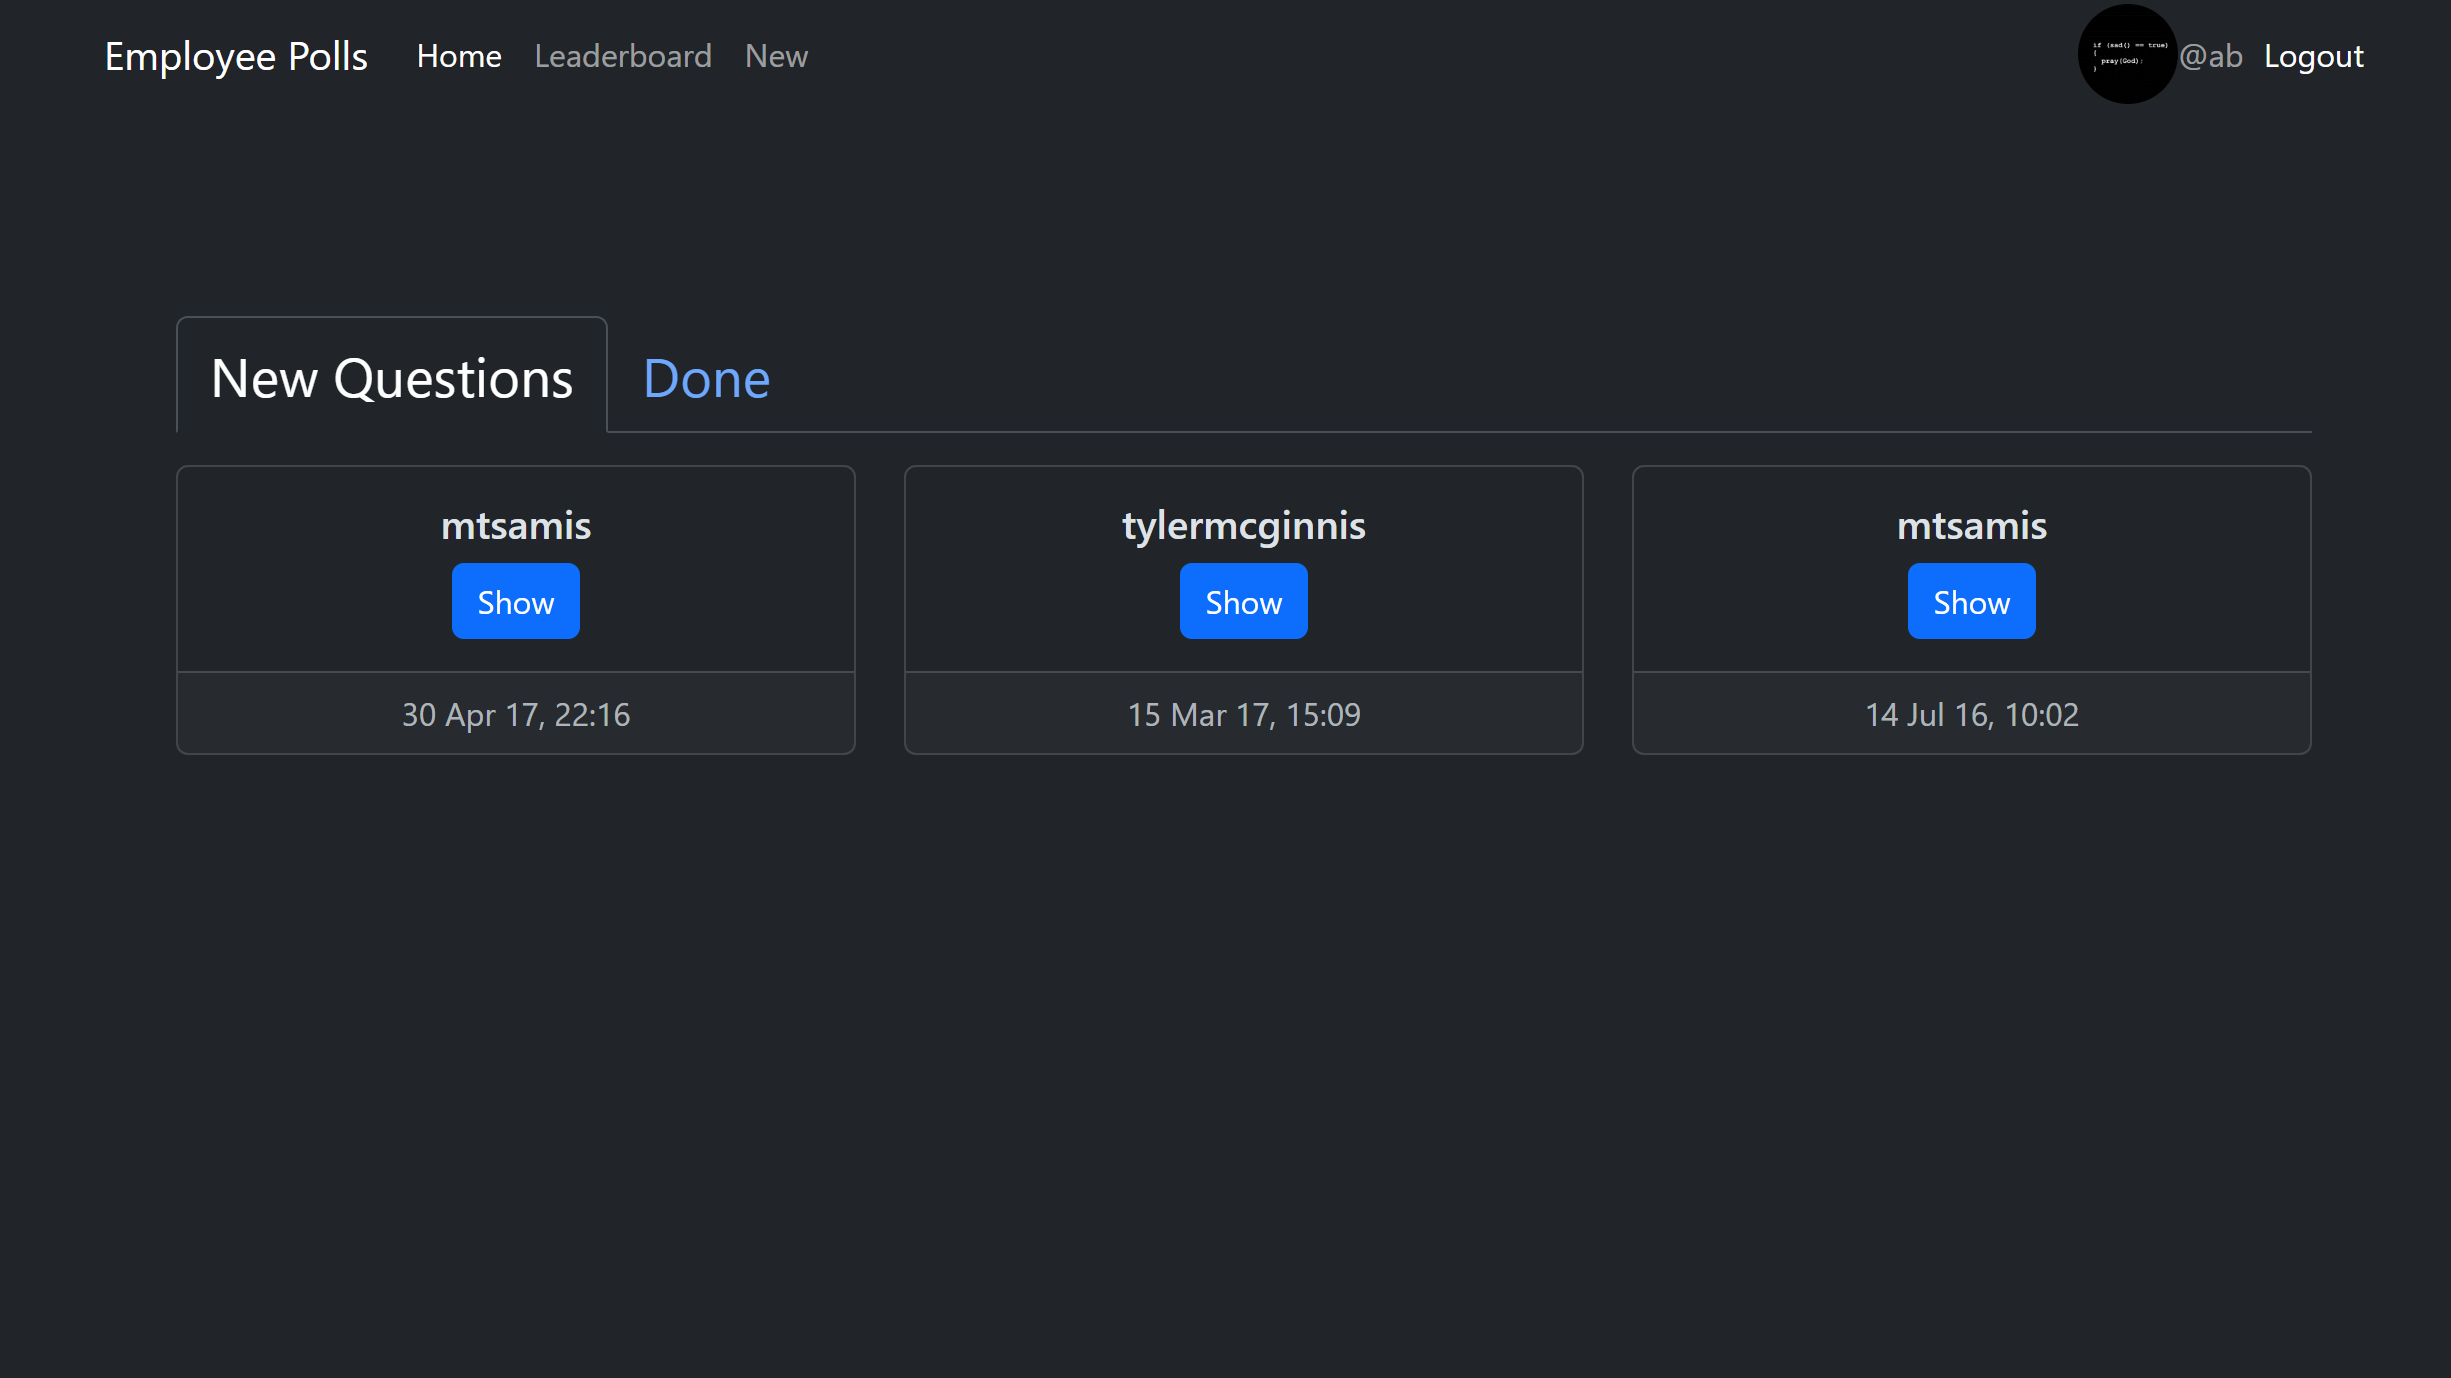 Employee Polls Home Leaderboard New @ab Logout
if (sad() == true)
{
pray(God);
}
New Questions Done
mtsamis tylermcginnis mtsamis
Show Show Show
30 Apr 17, 22:16 15 Mar 17, 15:09 14 Jul 16, 10:02